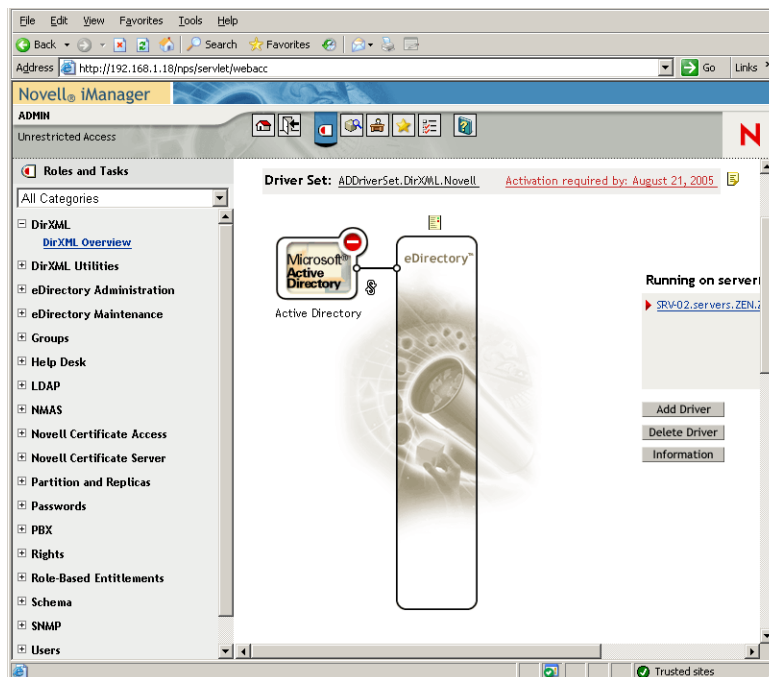 File Edit View Favorites Tools Help
Back Search Favorites
Address http://192.168.1.18/nps/servlet/webacc Go Links
Novell® iManager
ADMIN
Unrestricted Access
N
Roles and Tasks
All Categories
DirXML
DirXML Overview
DirXML Utilities
eDirectory Administration
eDirectory Maintenance
Groups
Help Desk
LDAP
NMAS
Novell Certificate Access
Novell Certificate Server
Partition and Replicas
Passwords
PBX
Rights
Role-Based Entitlements
Schema
SNMP
Users
Driver Set: ADDriverSet.DirXML.Novell Activation required by: August 21, 2005
Microsoft®
Active
Directory
Active Directory
eDirectory™
Running on server
SRV-02.servers.ZEN.
Add Driver
Delete Driver
Information
Trusted sites